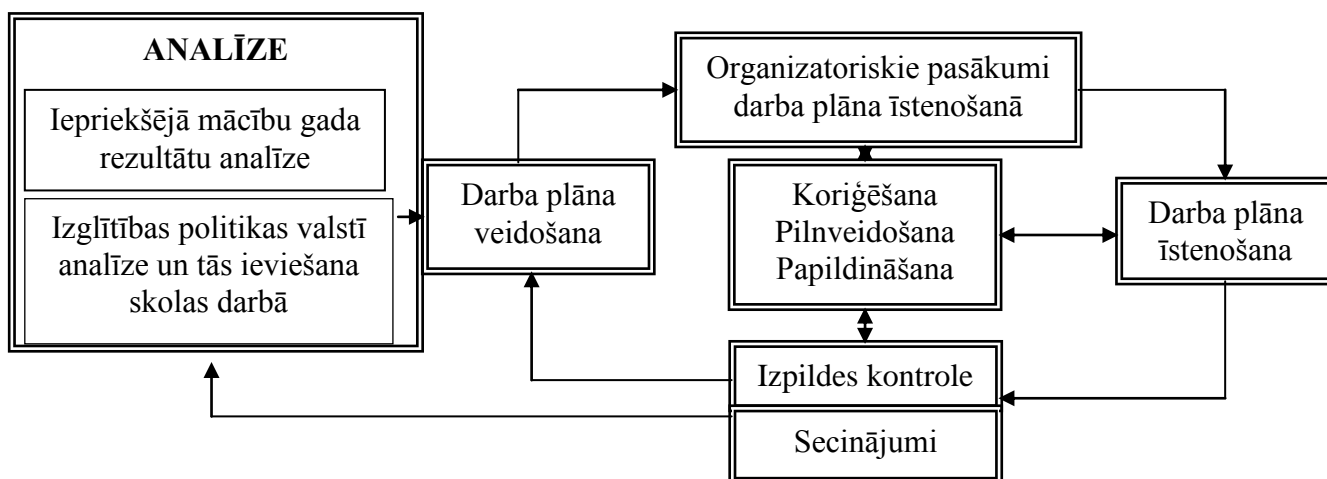 ANALĪZE
Iepriekšējā mācību gada
rezultātu analīze
Izglītības politikas valstī
analīze un tās ieviešana
skolas darbā
Darba plāna
veidošana
Organizatoriskie pasākumi
darba plāna īstenošanā
Koriģēšana
Pilnveidošana
Papildināšana
Darba plāna
īstenošana
Izpildes kontrole
Secinājumi